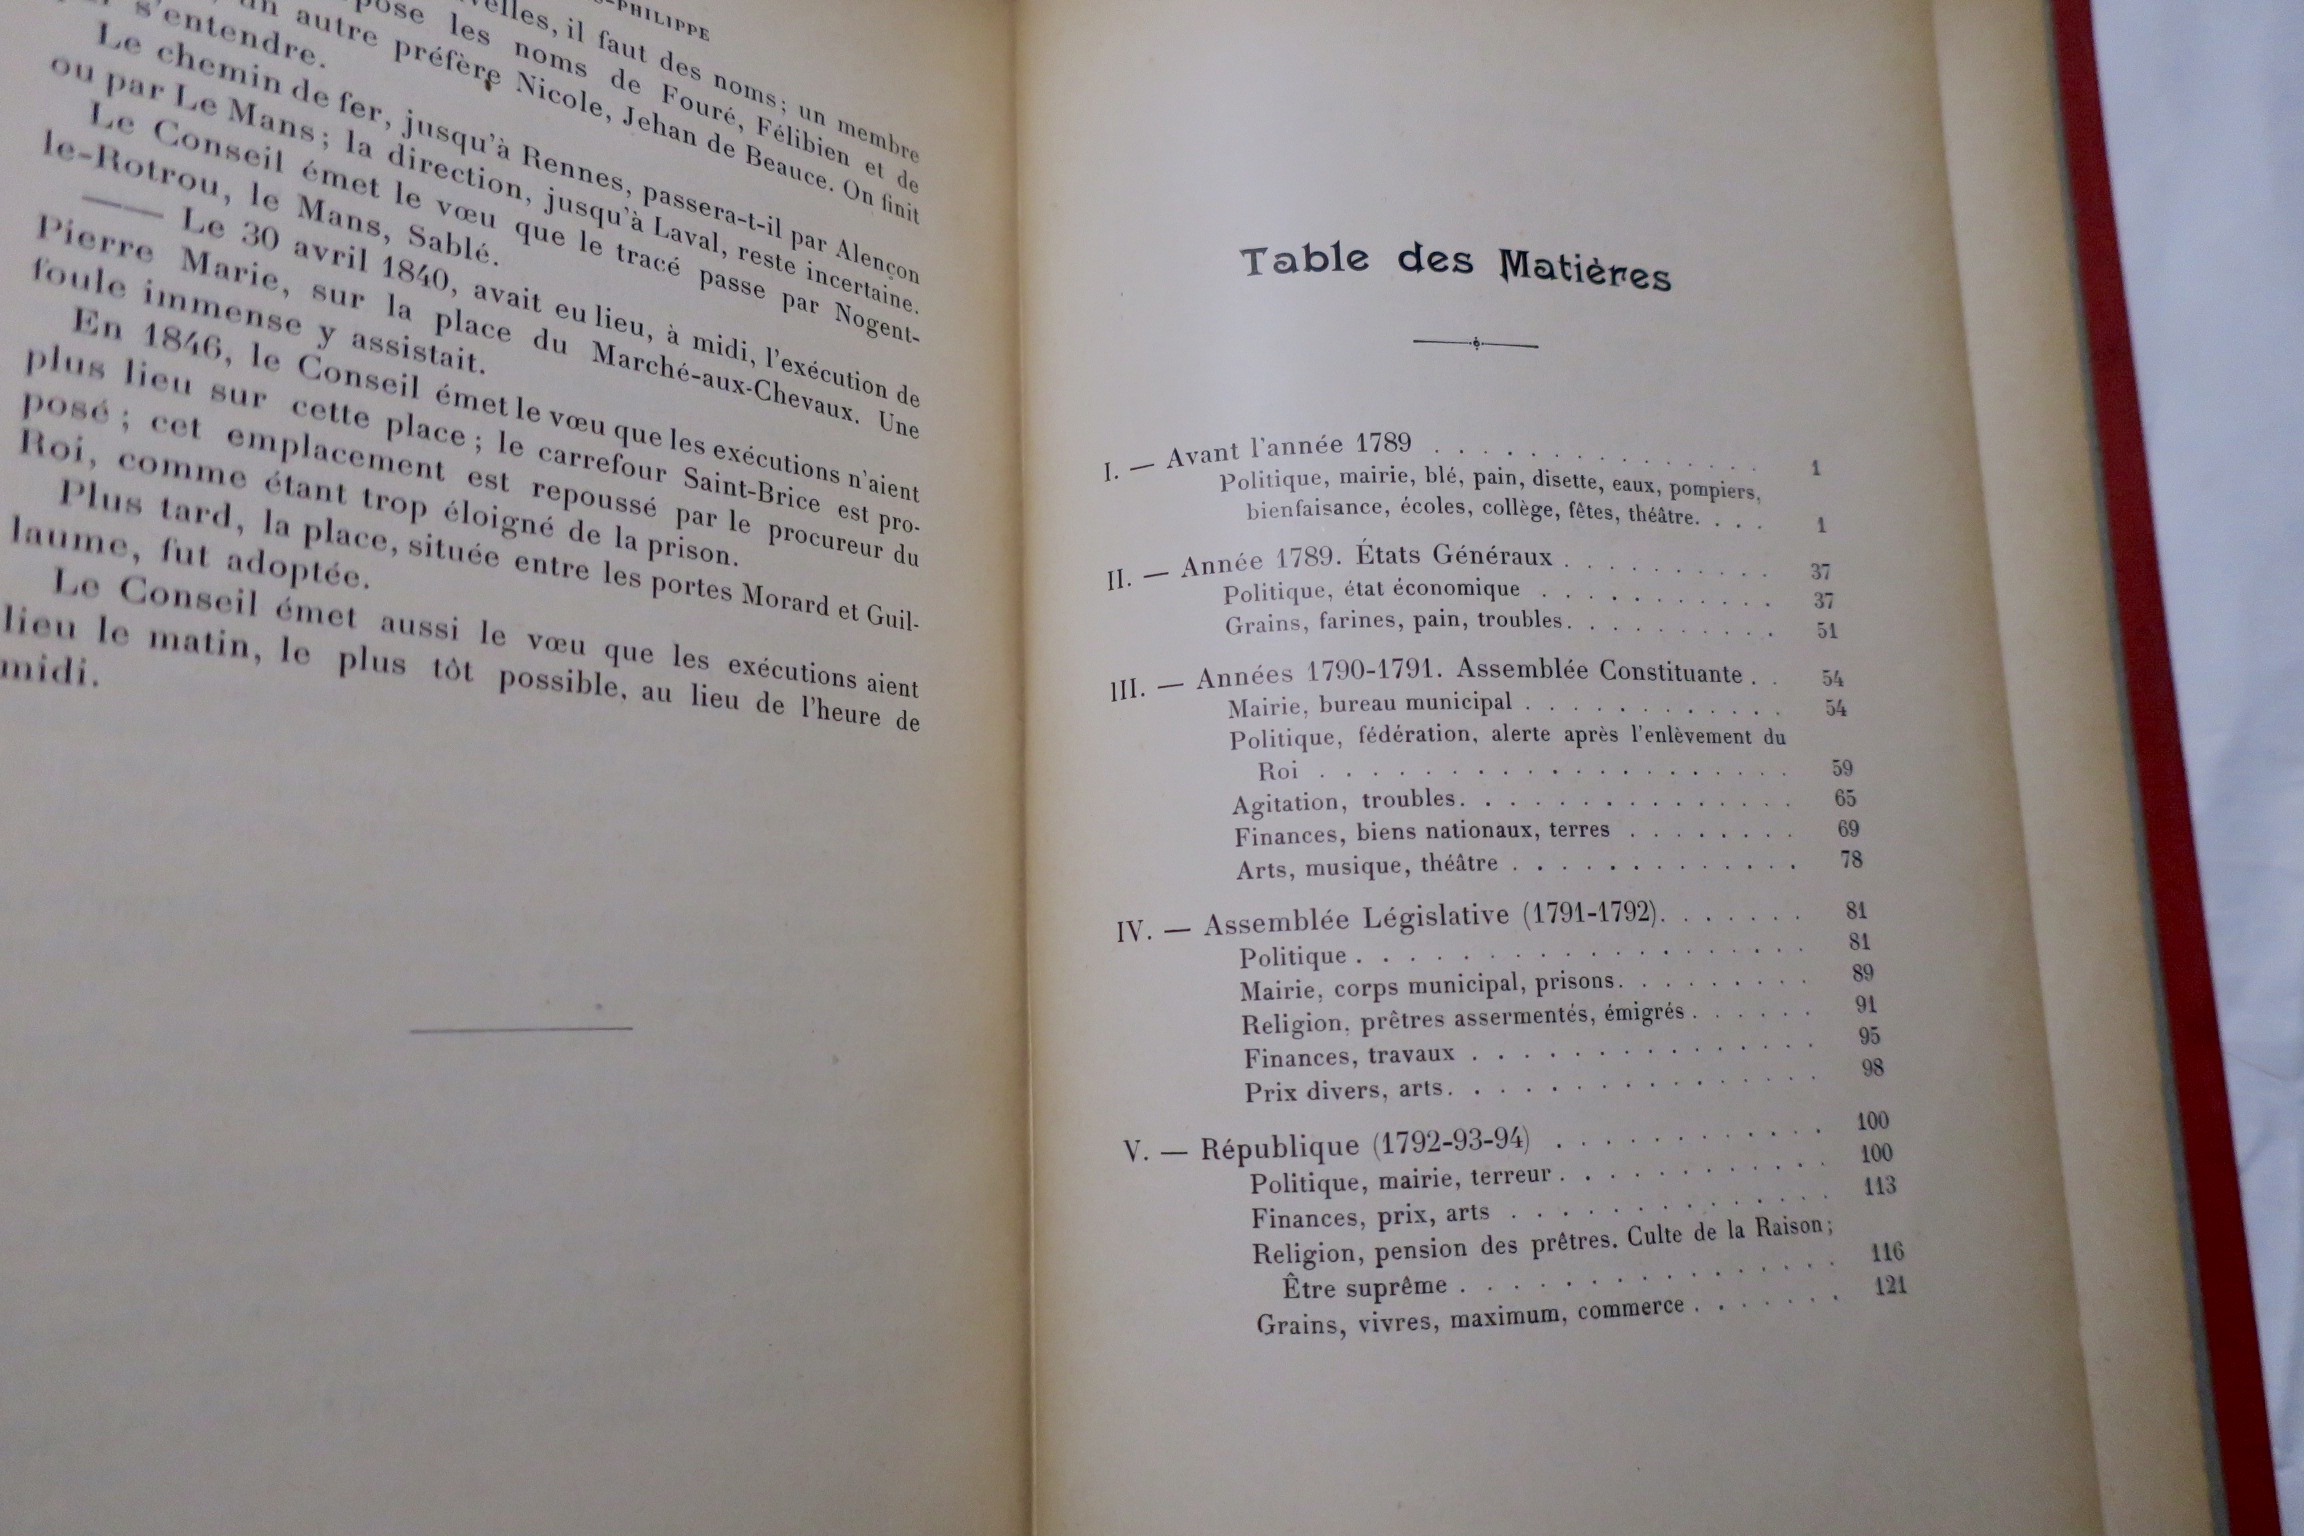 -PHILIPPE
velles, il faut des noms; un membre
pose les noms de Fouré, Félibien et de
un autre préfère Nicole, Jehan de Beauce. On finit
s'entendre.
Le chemin de fer, jusqu'à Rennes, passera-t-il par Alençon
ou par Le Mans; la direction, jusqu'à Laval, reste incertaine.
Le Conseil émet le vœu que le tracé passe par Nogent-
le-Rotrou, le Mans, Sablé.
—— Le 30 avril 1840, avait eu lieu, à midi, l'exécution de
Pierre Marie, sur la place du Marché-aux-Chevaux. Une
foule immense y assistait.
En 1846, le Conseil émet le vœu que les exécutions n'aient
plus lieu sur cette place; le carrefour Saint-Brice est pro-
posé; cet emplacement est repoussé par le procureur du
Roi, comme étant trop éloigné de la prison.
Plus tard, la place, située entre les portes Morard et Guil-
laume, fut adoptée.
Le Conseil émet aussi le vœu que les exécutions aient
lieu le matin, le plus tôt possible, au lieu de l'heure de
midi.
Table des Matières
I. — Avant l'année 1789 . . . . . . . . . . . . . 1
Politique, mairie, blé, pain, disette, eaux, pompiers,
bienfaisance, écoles, collège, fêtes, théâtre. . . . 1
II. — Année 1789. États Généraux . . . . . . . . . . 37
Politique, état économique . . . . . . . . . . 37
Grains, farines, pain, troubles. . . . . . . . . . 51
III. — Années 1790-1791. Assemblée Constituante . . 54
Mairie, bureau municipal . . . . . . . . . . . . 54
Politique, fédération, alerte après l'enlèvement du
Roi . . . . . . . . . . . . . . . . . . 59
Agitation, troubles. . . . . . . . . . . . . . 65
Finances, biens nationaux, terres . . . . . . . . 69
Arts, musique, théâtre . . . . . . . . . . . . 78
IV. — Assemblée Législative (1791-1792). . . . . . . 81
Politique . . . . . . . . . . . . . . . . . . 81
Mairie, corps municipal, prisons. . . . . . . . . 89
Religion, prêtres assermentés, émigrés . . . . . . 91
Finances, travaux . . . . . . . . . . . . . . 95
Prix divers, arts. . . . . . . . . . . . . . . 98
V. — République (1792-93-94) . . . . . . . . . . . . 100
Politique, mairie, terreur . . . . . . . . . . . 100
Finances, prix, arts . . . . . . . . . . . . . 113
Religion, pension des prêtres. Culte de la Raison;
Être suprême . . . . . . . . . . . . . . . 116
Grains, vivres, maximum, commerce . . . . . . . 121